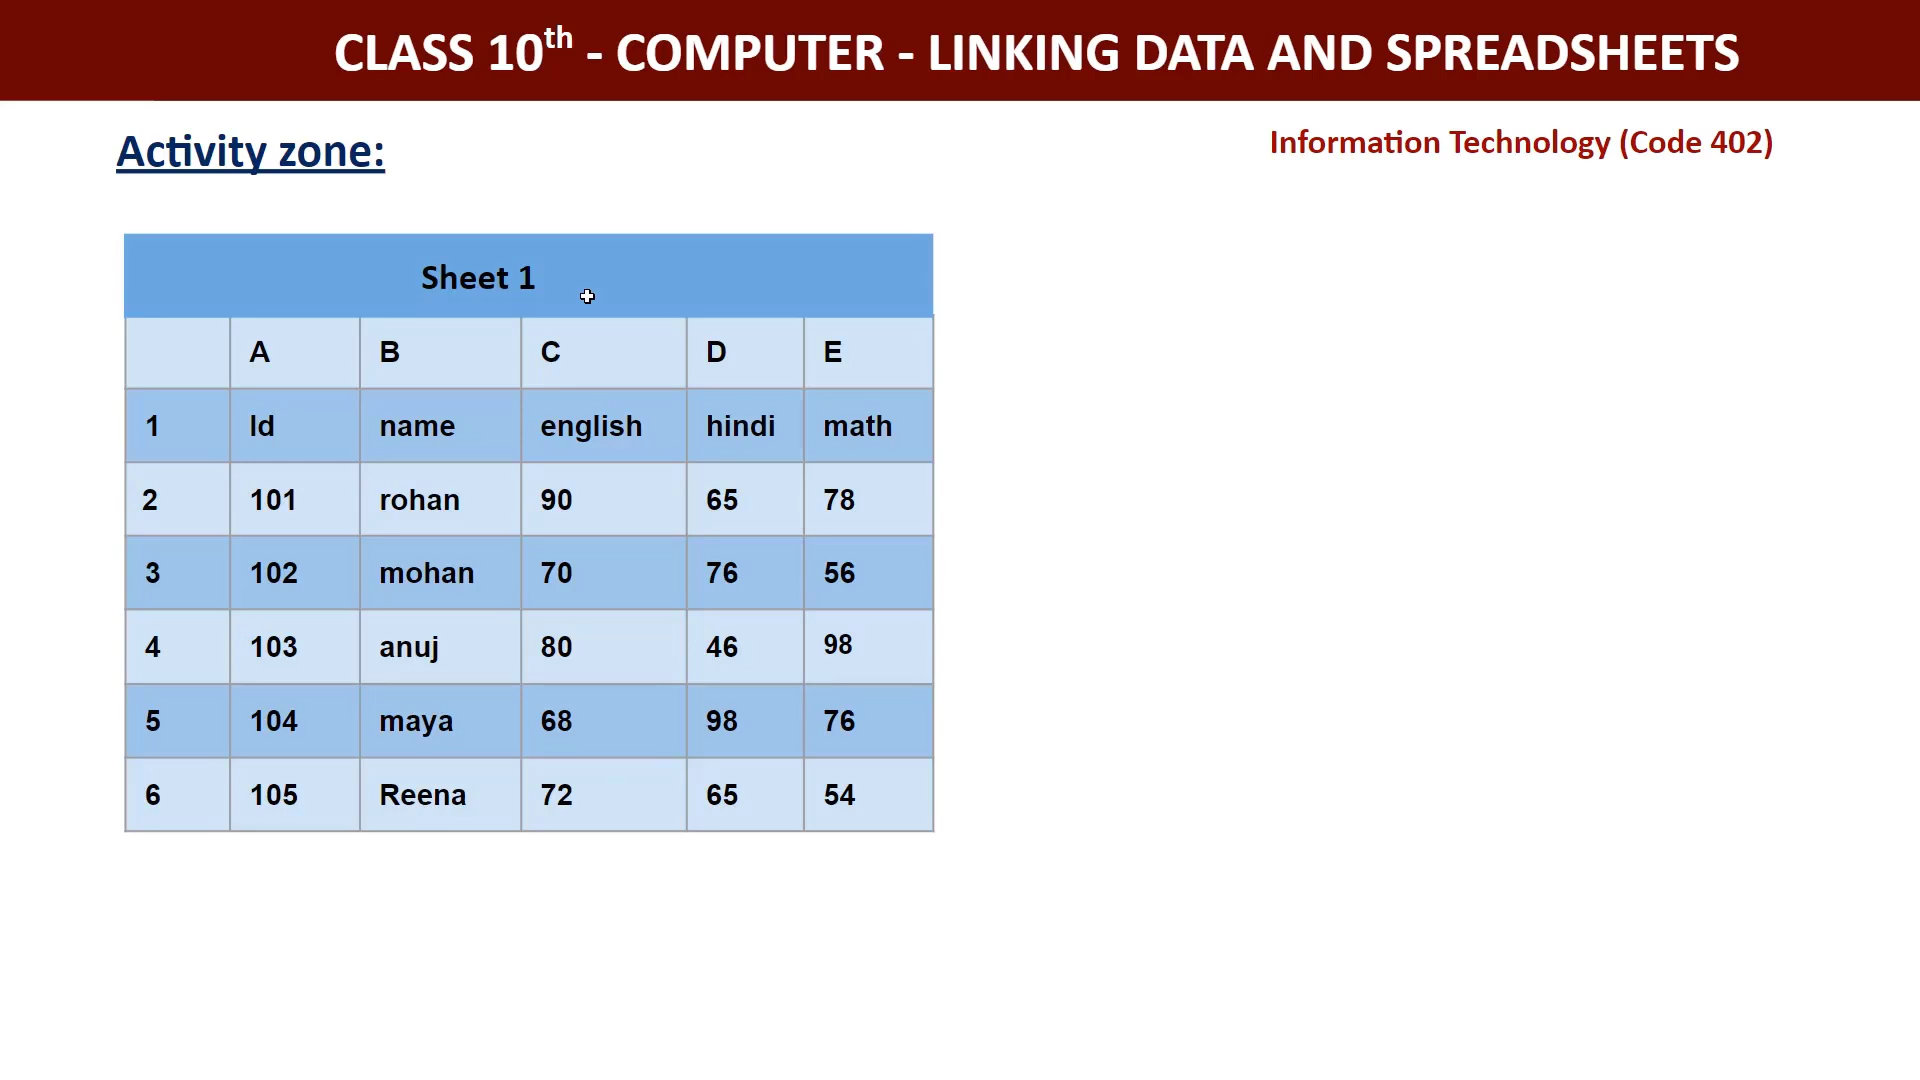 CLASS 10th - COMPUTER - LINKING DATA AND SPREADSHEETS
Activity zone:
Information Technology (Code 402)
Sheet 1
A B C D E
1 Id name english hindi math
2 101 rohan 90 65 78
3 102 mohan 70 76 56
4 103 anuj 80 46 98
5 104 maya 68 98 76
6 105 Reena 72 65 54